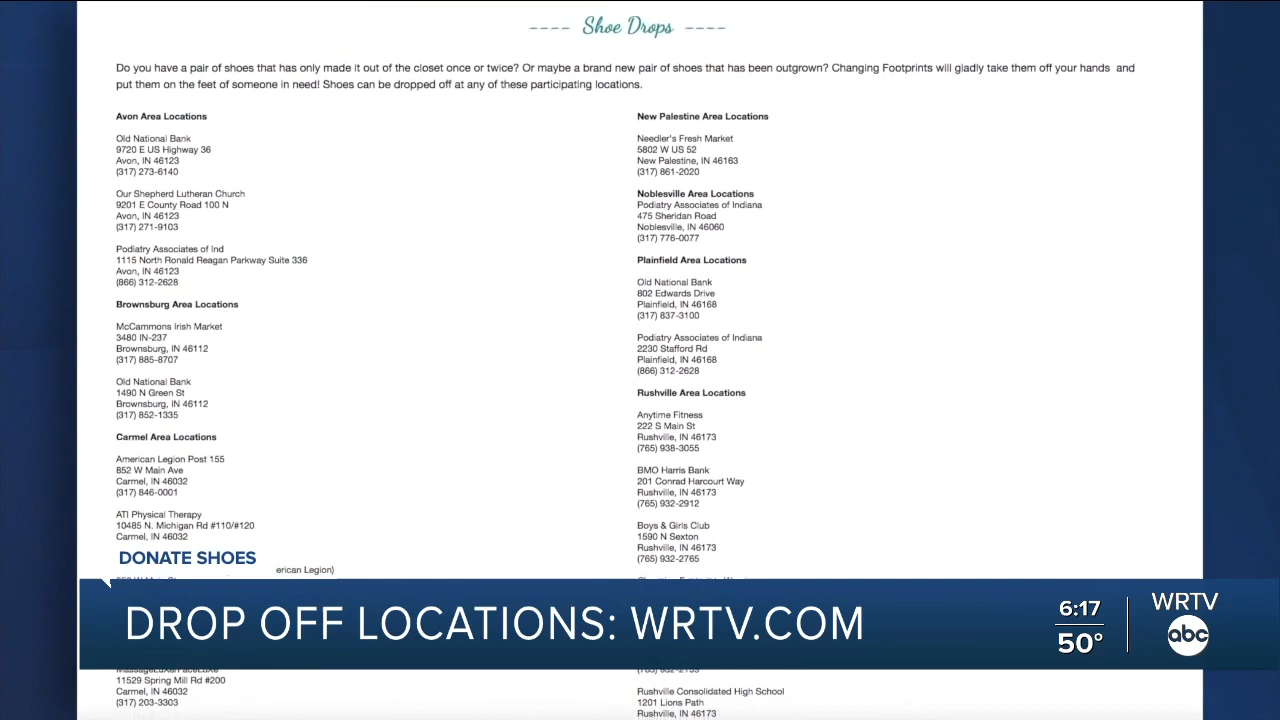 ---- Shoe Drops ----
Do you have a pair of shoes that has only made it out of the closet once or twice? Or maybe a brand new pair of shoes that has been outgrown? Changing Footprints will gladly take them off your hands and
put them on the feet of someone in need! Shoes can be dropped off at any of these participating locations.
Avon Area Locations
Old National Bank
9720 E US Highway 36
Avon, IN 46123
(317) 273-6140
Our Shepherd Lutheran Church
9201 E County Road 100 N
Avon, IN 46123
(317) 271-9103
Podiatry Associates of Ind
1115 North Ronald Reagan Parkway Suite 336
Avon, IN 46123
(866) 312-2628
Brownsburg Area Locations
McCammons Irish Market
3480 IN-237
Brownsburg, IN 46112
(317) 885-8707
Old National Bank
1490 N Green St
Brownsburg, IN 46112
(317) 852-1335
Carmel Area Locations
American Legion Post 155
852 W Main Ave
Carmel, IN 46032
(317) 846-0001
ATI Physical Therapy
10485 N. Michigan Rd #110/#120
Carmel, IN 46032
erican Legion)
11529 Spring Mill Rd #200
Carmel, IN 46032
(317) 203-3303
New Palestine Area Locations
Needler's Fresh Market
5802 W US 52
New Palestine, IN 46163
(317) 861-2020
Noblesville Area Locations
Podiatry Associates of Indiana
475 Sheridan Road
Noblesville, IN 46060
(317) 776-0077
Plainfield Area Locations
Old National Bank
802 Edwards Drive
Plainfield, IN 46168
(317) 837-3100
Podiatry Associates of Indiana
2230 Stafford Rd
Plainfield, IN 46168
(866) 312-2628
Rushville Area Locations
Anytime Fitness
222 S Main St
Rushville, IN 46173
(765) 938-3055
BMO Harris Bank
201 Conrad Harcourt Way
Rushville, IN 46173
(765) 932-2912
Boys & Girls Club
1590 N Sexton
Rushville, IN 46173
(765) 932-2765
Rushville Consolidated High School
1201 Lions Path
Rushville, IN 46173
DONATE SHOES
DROP OFF LOCATIONS: WRTV.COM
6:17
50°
WRTV
abc